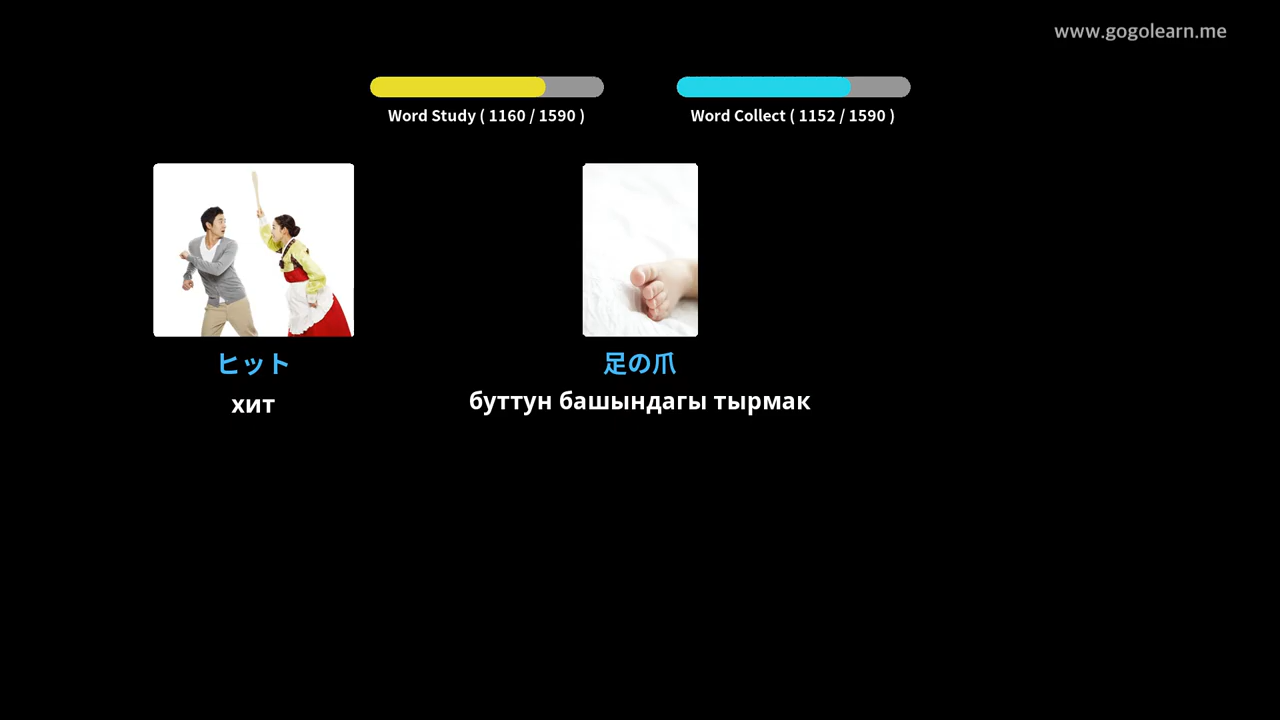 www.gogolearn.me
Word Study ( 1160 / 1590 )
Word Collect ( 1152 / 1590 )
ヒット
хит
足の爪
буттун башындагы тырмак